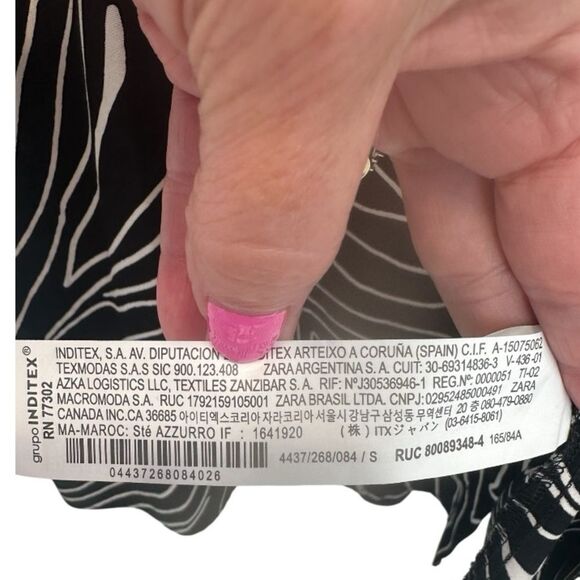 grupo INDITEX®
RN 77302
INDITEX, S.A. AV. DIPUTACION ITEX ARTEIXO A CORUÑA (SPAIN) C.I.F. A-15075062
TEXMODAS S.A.S SIC 900.123.408 ZARA ARGENTINA S. A. CUIT: 30-69314836-3 V-436-01
AZKA LOGISTICS LLC, TEXTILES ZANZIBAR S.A. RIF: NºJ30536946-1 REG.Nº: 0000051 TI-02
MACROMODA S.A. RUC 1792159105001 ZARA BRASIL LTDA. CNPJ: 02952485000491 ZARA
CANADA INC.CA 36685 아이티엑스코리아 자라코리아 서울시 강남구 삼성동 무역센터 20 층 080-479-0880
MA-MAROC: Sté AZZURRO IF : 1641920 (株) ITXジャパン (03-6415-8061)
04437268084026
4437/268/084 / S RUC 80089348-4 165/84A